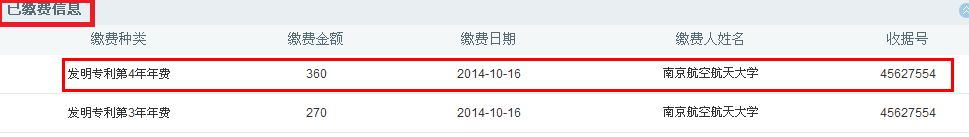 已缴费信息
缴费种类 缴费金额 缴费日期 缴费人姓名 收据号
发明专利第4年年费 360 2014-10-16 南京航空航天大学 45627554
发明专利第3年年费 270 2014-10-16 南京航空航天大学 45627554